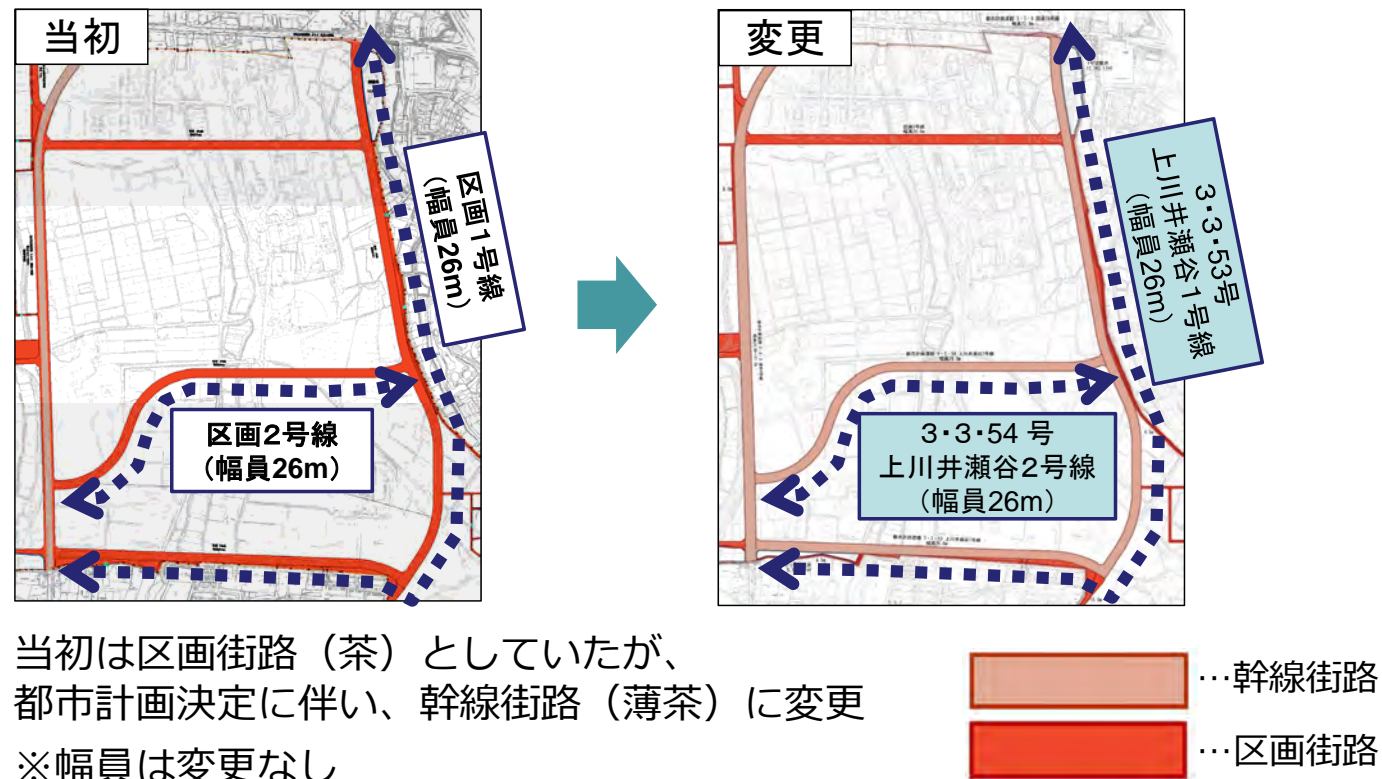 当初
区画1号線
（幅員26m）
区画2号線
（幅員26m）
変更
3・3・53号
上川井瀬谷1号線
（幅員26m）
3・3・54 号
上川井瀬谷2号線
（幅員26m）
当初は区画街路（茶）としていたが、
都市計画決定に伴い、幹線街路（薄茶）に変更
※幅員は変更なし
…幹線街路
…区画街路